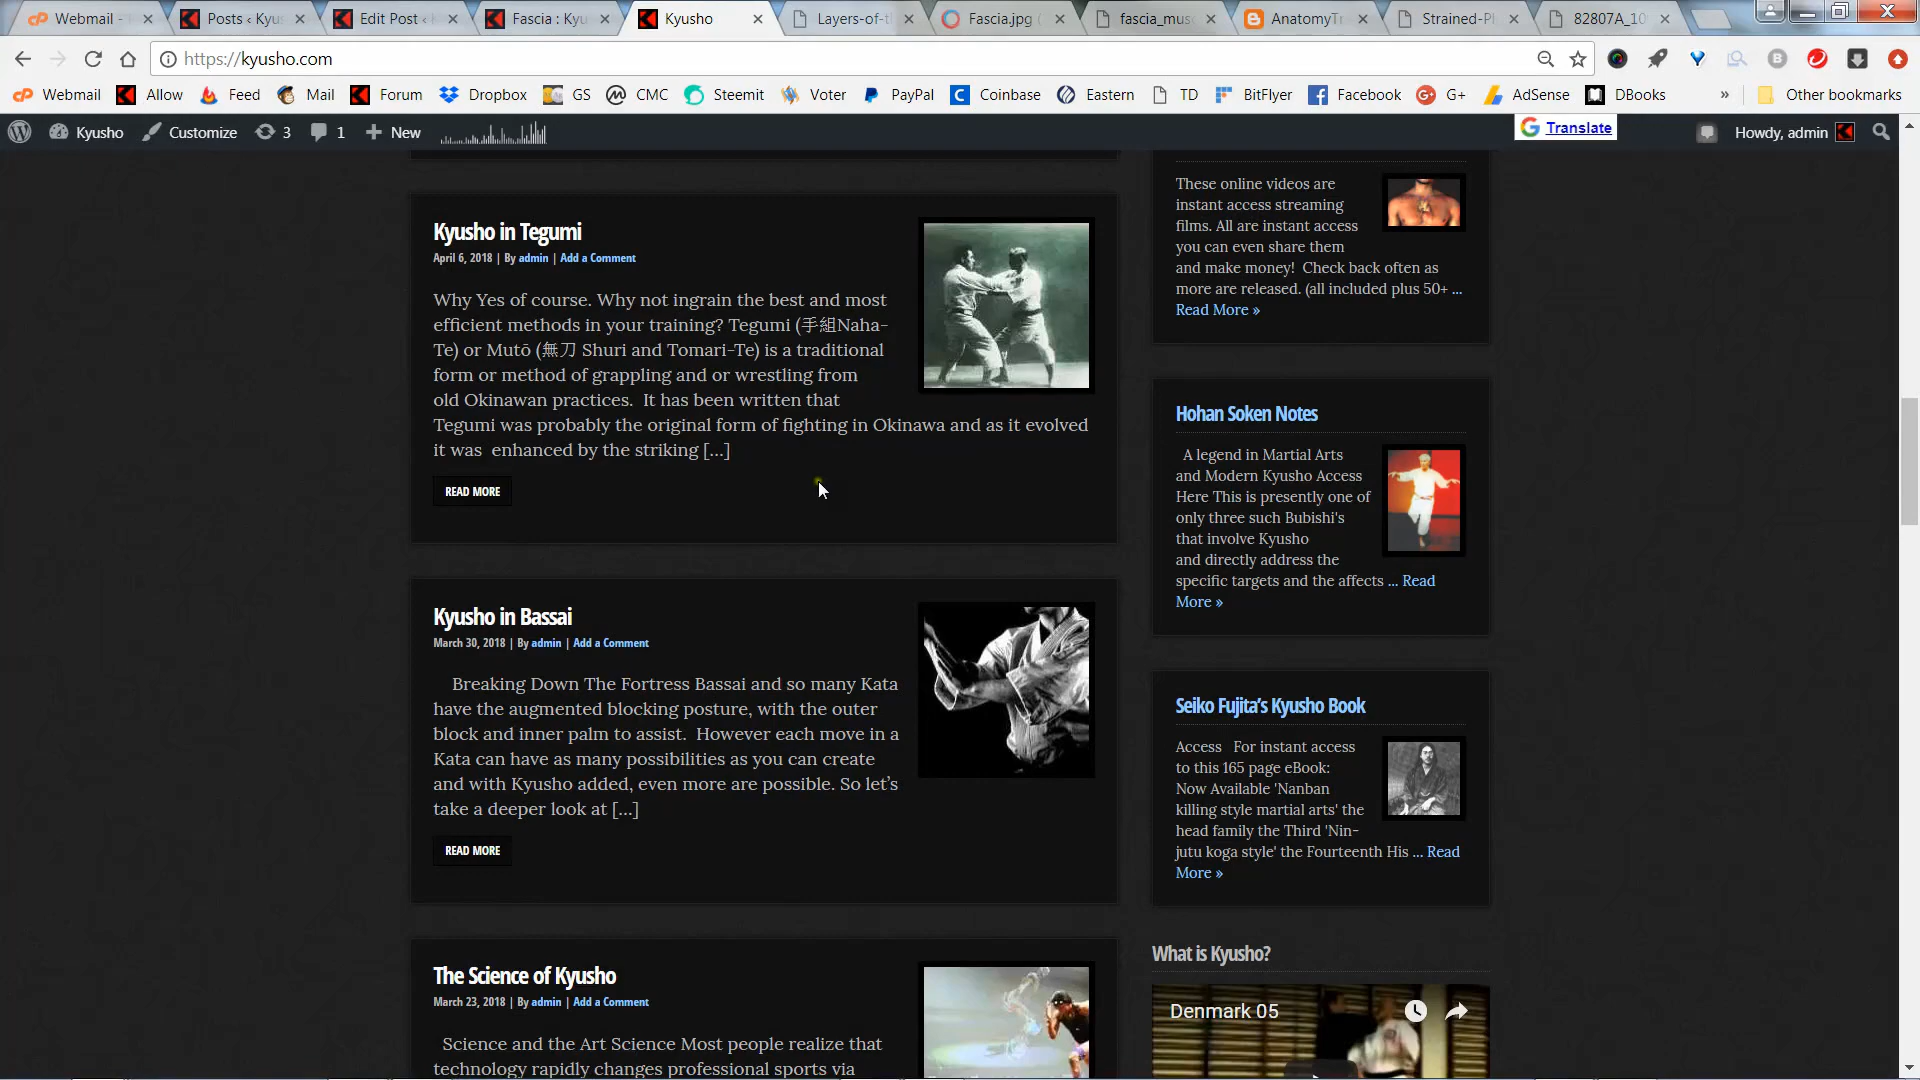 Webmail -
Posts ‹ Kyu
Edit Post ‹
Fascia : Kyu
Kyusho
Layers-of-t
Fascia.jpg (
fascia_mus
AnatomyTr
Strained-Pl
82807A_10
https://kyusho.com
Webmail
Allow
Feed
Mail
Forum
Dropbox
GS
CMC
Steemit
Voter
PayPal
Coinbase
Eastern
TD
BitFlyer
Facebook
G+
AdSense
DBooks
»
Other bookmarks
Kyusho
Customize
3
1
New
Translate
Howdy, admin
Kyusho in Tegumi
April 6, 2018 | By admin | Add a Comment
Why Yes of course. Why not ingrain the best and most
efficient methods in your training? Tegumi (手組Naha-
Te) or Mutō (無刀 Shuri and Tomari-Te) is a traditional
form or method of grappling and or wrestling from
old Okinawan practices. It has been written that
Tegumi was probably the original form of fighting in Okinawa and as it evolved
it was enhanced by the striking [...]
READ MORE
Kyusho in Bassai
March 30, 2018 | By admin | Add a Comment
Breaking Down The Fortress Bassai and so many Kata
have the augmented blocking posture, with the outer
block and inner palm to assist. However each move in a
Kata can have as many possibilities as you can create
and with Kyusho added, even more are possible. So let’s
take a deeper look at [...]
READ MORE
The Science of Kyusho
March 23, 2018 | By admin | Add a Comment
Science and the Art Science Most people realize that
technology rapidly changes professional sports via
These online videos are
instant access streaming
films. All are instant access
you can even share them
and make money! Check back often as
more are released. (all included plus 50+ ...
Read More »
Hohan Soken Notes
A legend in Martial Arts
and Modern Kyusho Access
Here This is presently one of
only three such Bubishi's
that involve Kyusho
and directly address the
specific targets and the affects ... Read
More »
Seiko Fujita’s Kyusho Book
Access For instant access
to this 165 page eBook:
Now Available 'Nanban
killing style martial arts' the
head family the Third 'Nin-
jutu koga style' the Fourteenth His ... Read
More »
What is Kyusho?
Denmark 05